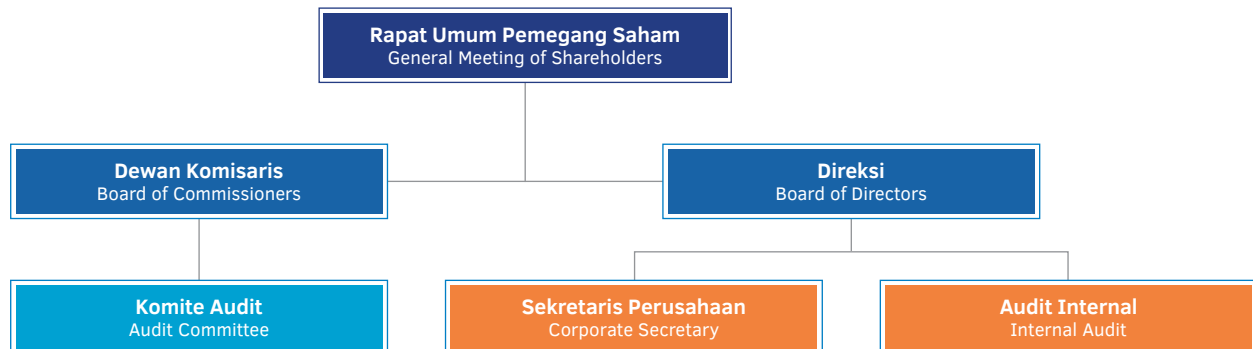 Rapat Umum Pemegang Saham
General Meeting of Shareholders
Dewan Komisaris
Board of Commissioners
Direksi
Board of Directors
Komite Audit
Audit Committee
Sekretaris Perusahaan
Corporate Secretary
Audit Internal
Internal Audit